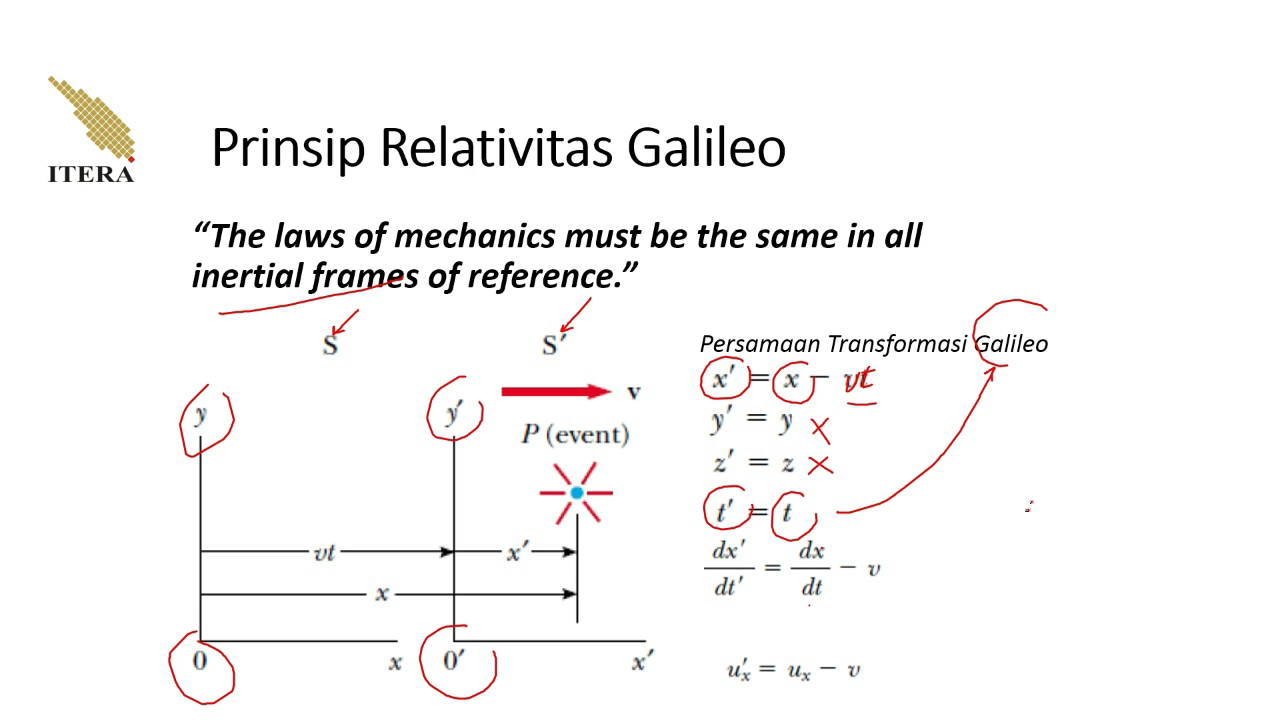 ITERA
Prinsip Relativitas Galileo
“The laws of mechanics must be the same in all
inertial frames of reference.”
S
S′
y
y′
v
P (event)
vt
x′
x
0
x
0′
x′
Persamaan Transformasi Galileo
x′ = x − vt
y′ = y
z′ = z
t′ = t
dx′/dt′ = dx/dt − v
u′x = ux − v